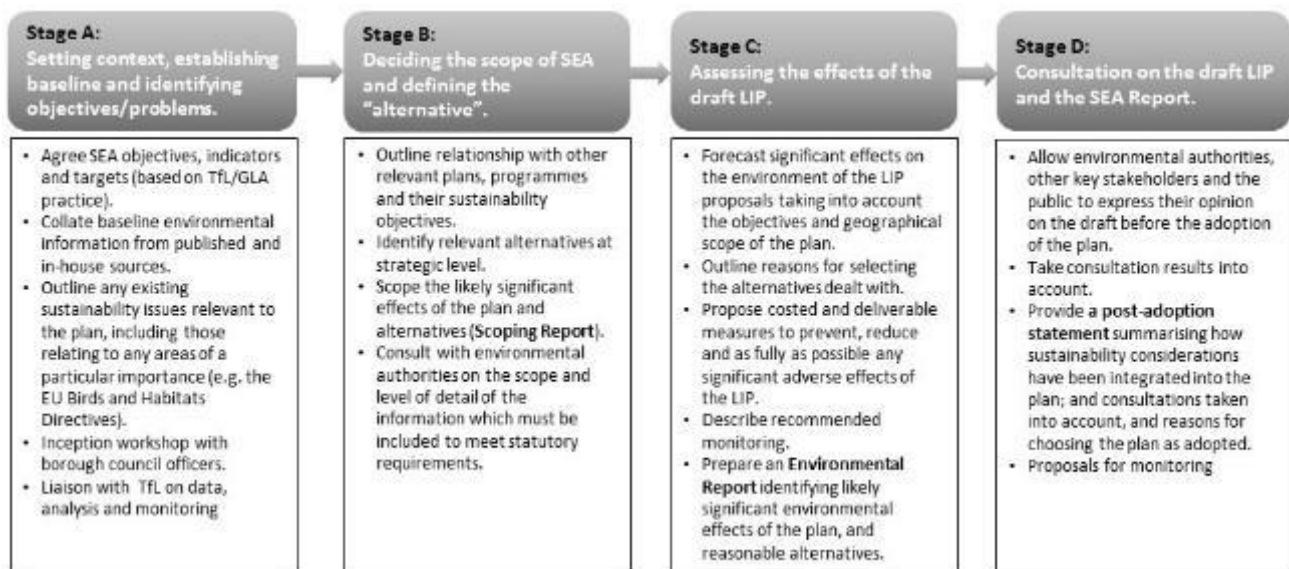 Stage A:
Setting context, establishing
baseline and identifying
objectives/problems.
• Agree SEA objectives, indicators
and targets (based on TfL/GLA
practice).
• Collate baseline environmental
information from published and
in-house sources.
• Outline any existing
sustainability issues relevant to
the plan, including those
relating to any areas of a
particular importance (e.g. the
EU Birds and Habitats
Directives).
• Inception workshop with
borough council officers.
• Liaison with TfL on data,
analysis and monitoring
Stage B:
Deciding the scope of SEA
and defining the
"alternative".
• Outline relationship with other
relevant plans, programmes
and their sustainability
objectives.
• Identify relevant alternatives at
strategic level.
• Scope the likely significant
effects of the plan and
alternatives (Scoping Report).
• Consult with environmental
authorities on the scope and
level of detail of the
information which must be
included to meet statutory
requirements.
Stage C:
Assessing the effects of the
draft LIP.
• Forecast significant effects on
the environment of the LIP
proposals taking into account
the objectives and geographical
scope of the plan.
• Outline reasons for selecting
the alternatives dealt with.
• Propose costed and deliverable
measures to prevent, reduce
and as fully as possible any
significant adverse effects of
the LIP.
• Describe recommended
monitoring.
• Prepare an Environmental
Report identifying likely
significant environmental
effects of the plan, and
reasonable alternatives.
Stage D:
Consultation on the draft LIP
and the SEA Report.
• Allow environmental authorities,
other key stakeholders and the
public to express their opinion
on the draft before the adoption
of the plan.
• Take consultation results into
account.
• Provide a post-adoption
statement summarising how
sustainability considerations
have been integrated into the
plan; and consultations taken
into account, and reasons for
choosing the plan as adopted.
• Proposals for monitoring